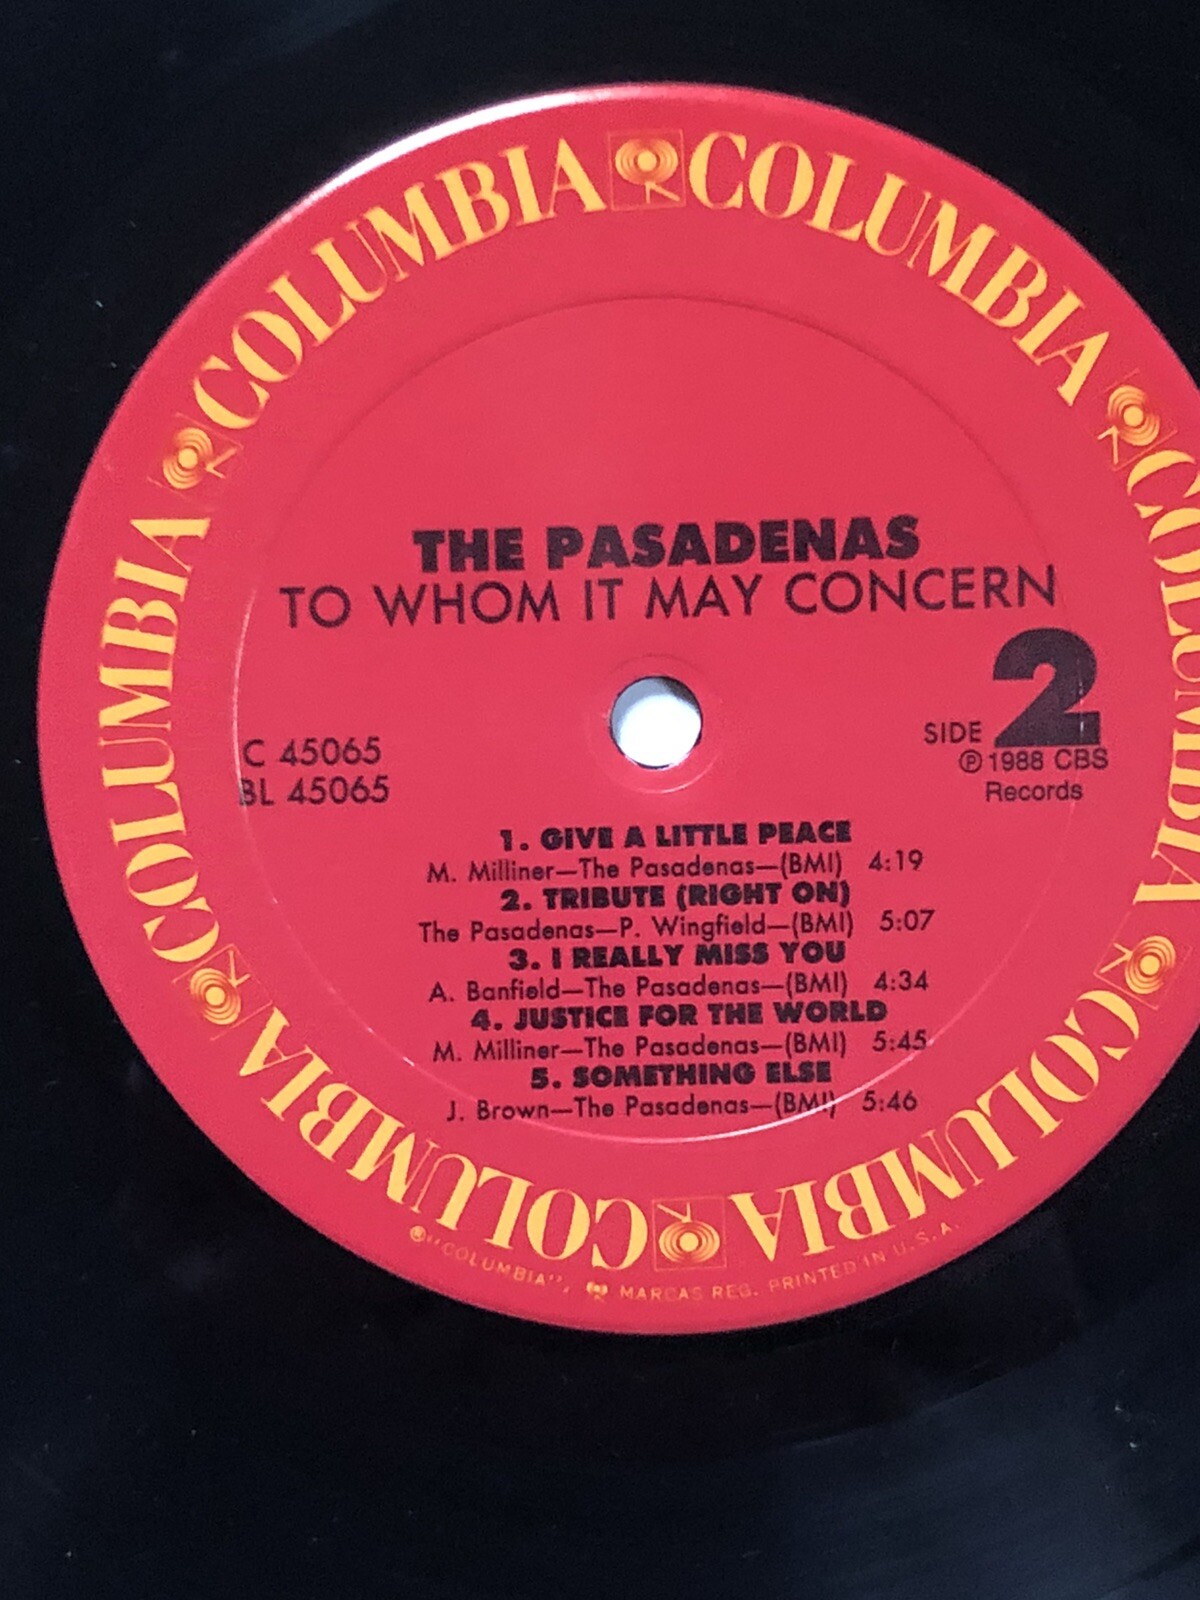 COLUMBIA COLUMBIA COLUMBIA COLUMBIA COLUMBIA COLUMBIA
THE PASADENAS
TO WHOM IT MAY CONCERN
SIDE 2
C 45065
BL 45065
℗ 1988 CBS
Records
1. GIVE A LITTLE PEACE
M. Milliner—The Pasadenas—(BMI) 4:19
2. TRIBUTE (RIGHT ON)
The Pasadenas—P. Wingfield—(BMI) 5:07
3. I REALLY MISS YOU
A. Banfield—The Pasadenas—(BMI) 4:34
4. JUSTICE FOR THE WORLD
M. Milliner—The Pasadenas—(BMI) 5:45
5. SOMETHING ELSE
J. Brown—The Pasadenas—(BMI) 5:46
®"COLUMBIA", MARCAS REG. PRINTED IN U.S.A.